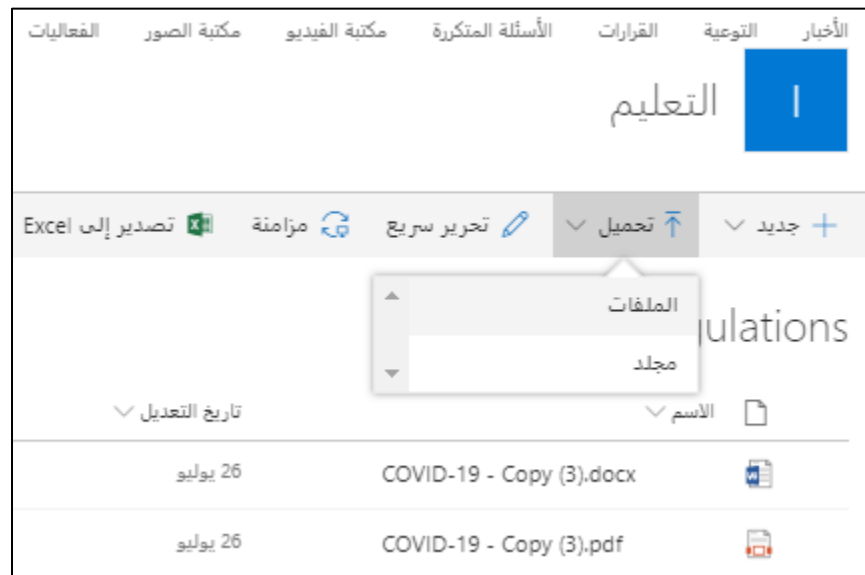 الأخبار التوعية القرارات الأسئلة المتكررة مكتبة الفيديو مكتبة الصور الفعاليات
ا التعليم
جديد تحميل تحرير سريع مزامنة تصدير إلى Excel
الملفات
ulations
مجلد
الاسم تاريخ التعديل
COVID-19 - Copy (3).docx 26 يوليو
COVID-19 - Copy (3).pdf 26 يوليو